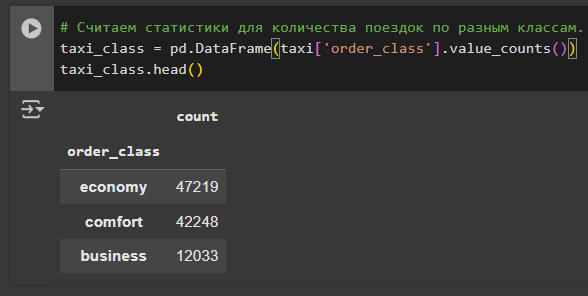 # Считаем статистики для количества поездок по разным классам.
taxi_class = pd.DataFrame(taxi['order_class'].value_counts())
taxi_class.head()
count
order_class
economy 47219
comfort 42248
business 12033